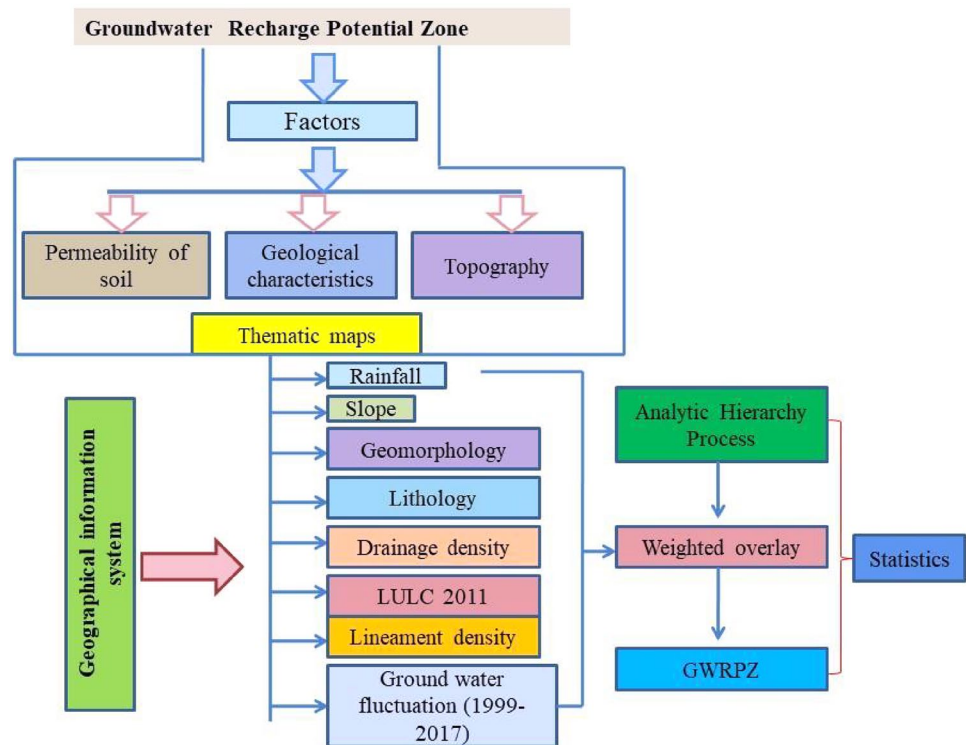 Groundwater Recharge Potential Zone
Factors
Permeability of
soil
Geological
characteristics
Topography
Thematic maps
Geographical information
system
Rainfall
Slope
Geomorphology
Lithology
Drainage density
LULC 2011
Lineament density
Ground water
fluctuation (1999-
2017)
Analytic Hierarchy
Process
Weighted overlay
GWRPZ
Statistics